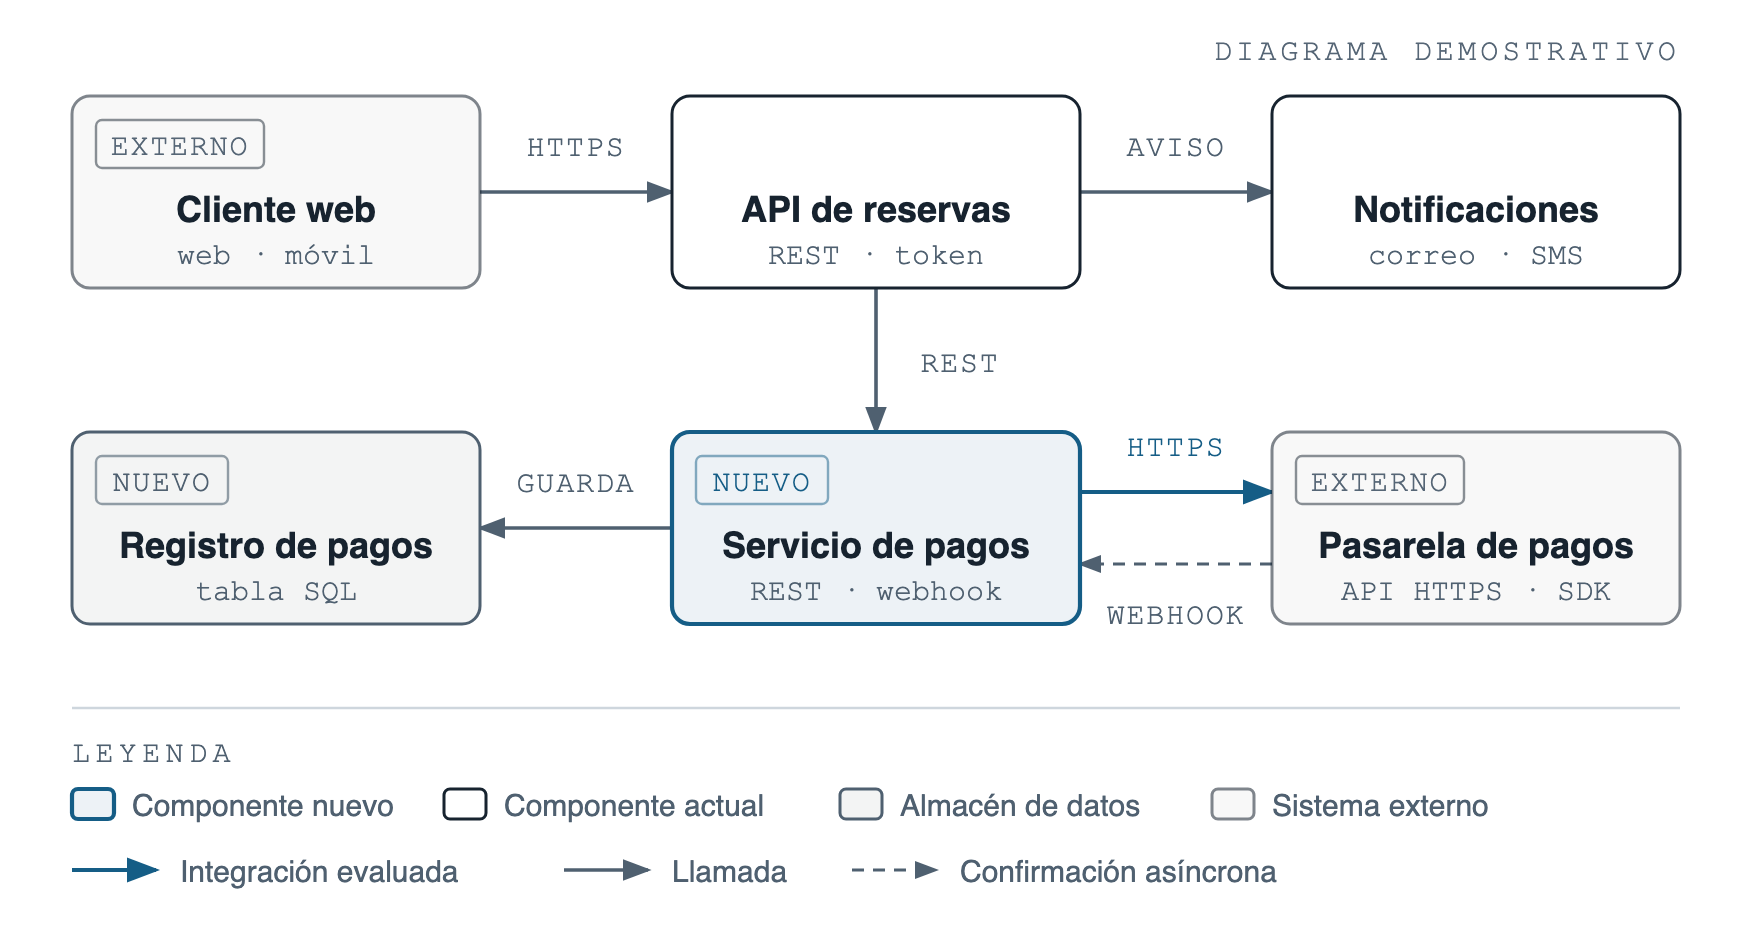 DIAGRAMA DEMOSTRATIVO
EXTERNO
Cliente web
web · móvil
HTTPS
API de reservas
REST · token
AVISO
Notificaciones
correo · SMS
REST
NUEVO
Registro de pagos
tabla SQL
GUARDA
NUEVO
Servicio de pagos
REST · webhook
HTTPS
WEBHOOK
EXTERNO
Pasarela de pagos
API HTTPS · SDK
LEYENDA
Componente nuevo
Componente actual
Almacén de datos
Sistema externo
Integración evaluada
Llamada
Confirmación asíncrona